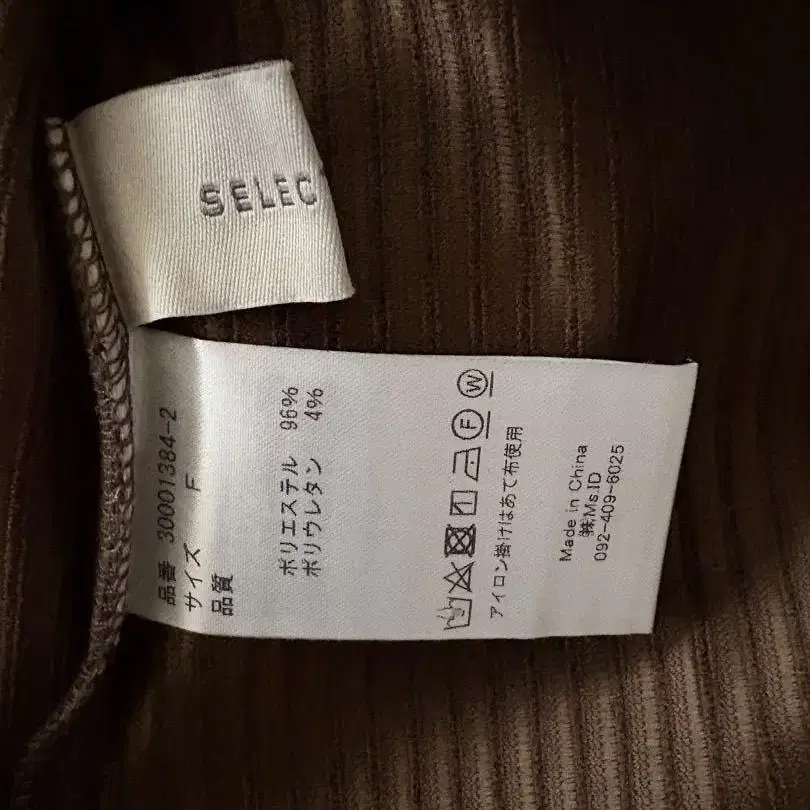 SELEC
品番 30001384-2
サイズ F
品質
ポリエステル 96%
ポリウレタン 4%
F W
アイロン掛けはあて布使用
Made in China
㈱Ms.ID
092-409-6025